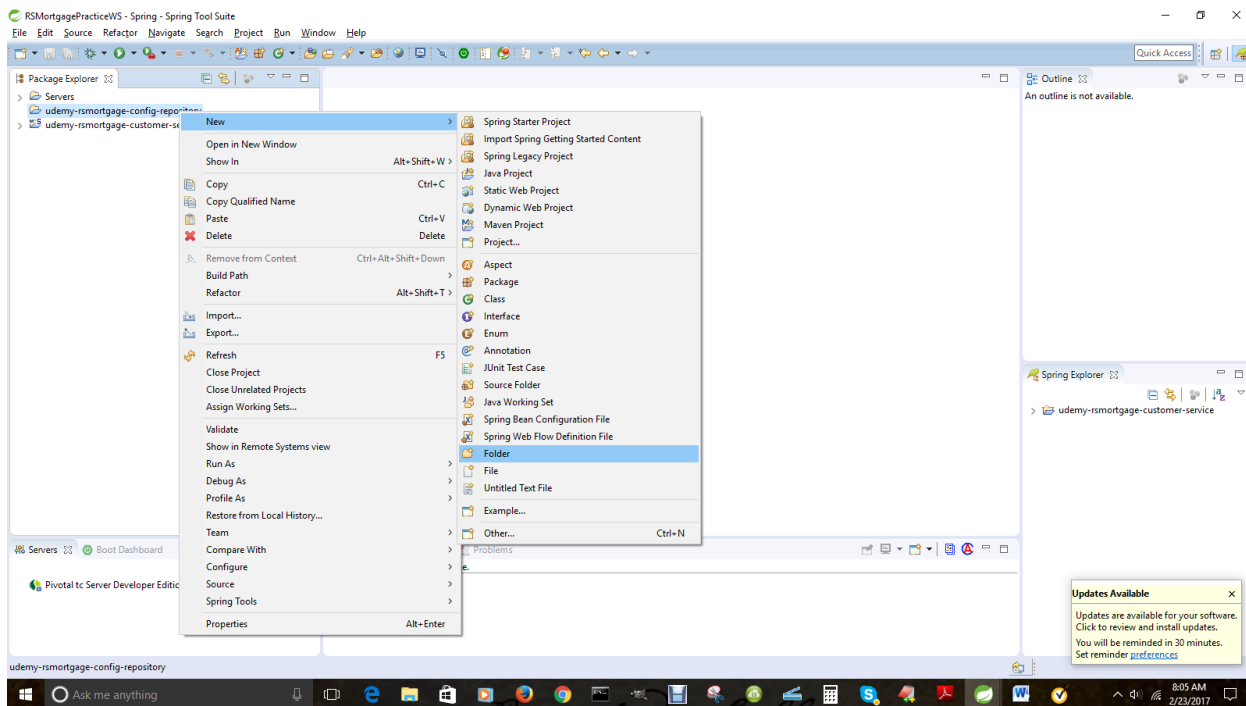 RSMortgagePracticeWS - Spring - Spring Tool Suite
File Edit Source Refactor Navigate Search Project Run Window Help
Quick Access
Package Explorer
Servers
udemy-rsmortgage-config-repository
udemy-rsmortgage-customer-se
New
Open in New Window
Show In Alt+Shift+W >
Copy Ctrl+C
Copy Qualified Name
Paste Ctrl+V
Delete Delete
Remove from Context Ctrl+Alt+Shift+Down
Build Path
Refactor Alt+Shift+T >
Import...
Export...
Refresh F5
Close Project
Close Unrelated Projects
Assign Working Sets...
Validate
Show in Remote Systems view
Run As
Debug As
Profile As
Restore from Local History...
Team
Compare With
Configure
Source
Spring Tools
Properties Alt+Enter
Spring Starter Project
Import Spring Getting Started Content
Spring Legacy Project
Java Project
Static Web Project
Dynamic Web Project
Maven Project
Project...
Aspect
Package
Class
Interface
Enum
Annotation
JUnit Test Case
Source Folder
Java Working Set
Spring Bean Configuration File
Spring Web Flow Definition File
Folder
File
Untitled Text File
Example...
Other... Ctrl+N
Outline
An outline is not available.
Spring Explorer
udemy-rsmortgage-customer-service
Servers Boot Dashboard
Pivotal tc Server Developer Editic
Problems
e.
Updates Available
Updates are available for your software.
Click to review and install updates.
You will be reminded in 30 minutes.
Set reminder preferences
udemy-rsmortgage-config-repository
Ask me anything
8:05 AM
2/23/2017